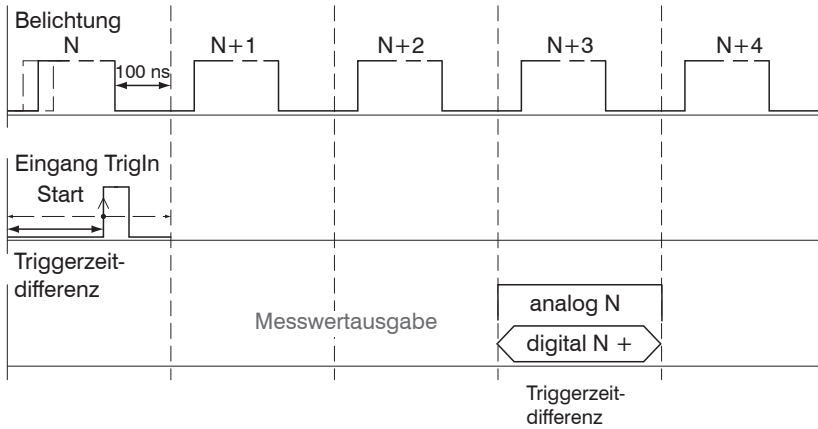 Belichtung
N N+1 N+2 N+3 N+4
100 ns
Eingang TrigIn
Start
Triggerzeit-
differenz
analog N
Messwertausgabe
digital N +
Triggerzeit-
differenz